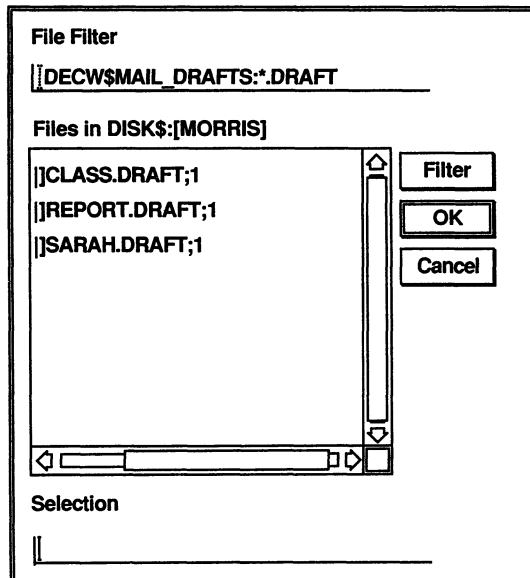 File Filter
DECW$MAIL_DRAFTS:*.DRAFT
Files in DISK$:[MORRIS]
|]CLASS.DRAFT;1
|]REPORT.DRAFT;1
|]SARAH.DRAFT;1
Filter
OK
Cancel
Selection